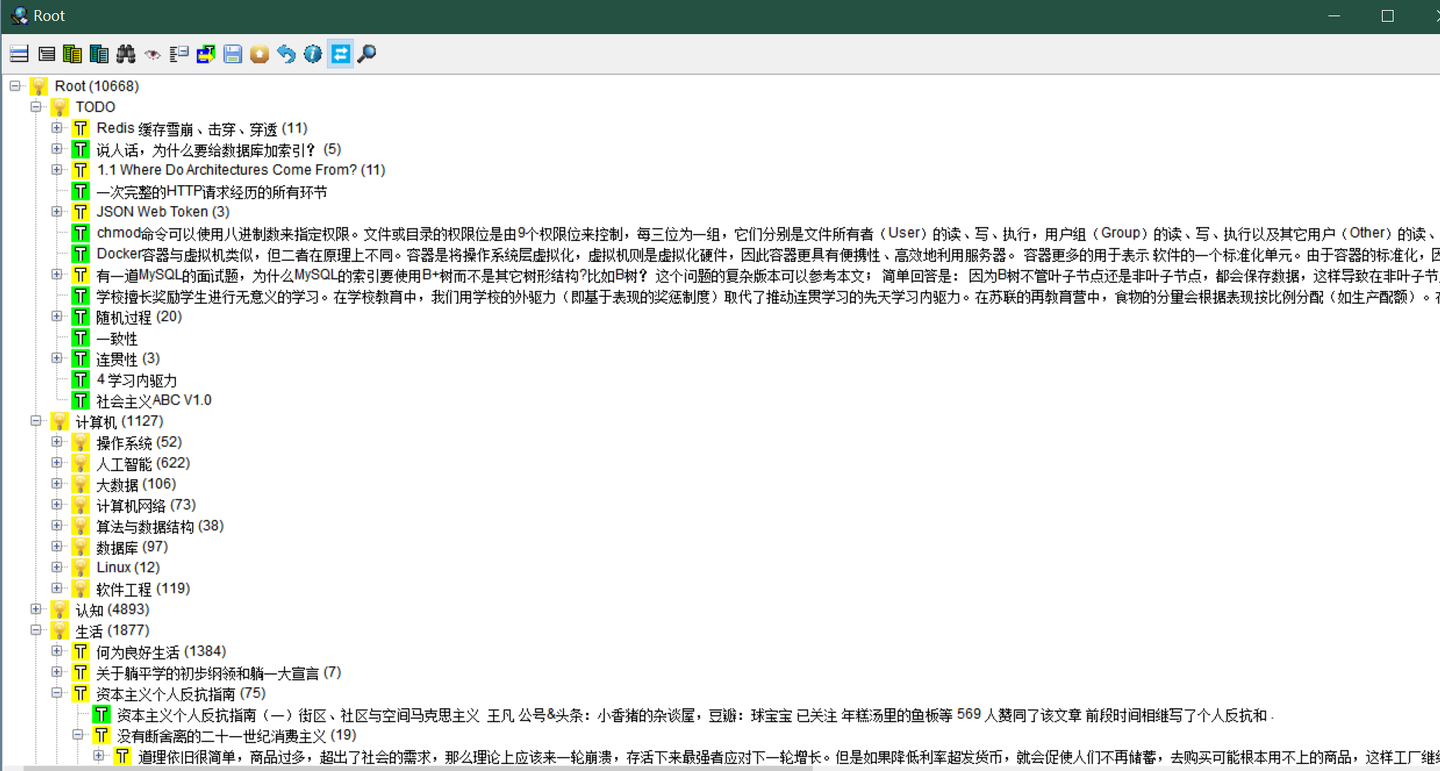 Root
Root (10668)
TODO
Redis 缓存雪崩、击穿、穿透 (11)
说人话，为什么要给数据库加索引？ (5)
1.1 Where Do Architectures Come From? (11)
一次完整的HTTP请求经历的所有环节
JSON Web Token (3)
chmod命令可以使用八进制数来指定权限。文件或目录的权限位是由9个权限位来控制，每三位为一组，它们分别是文件所有者（User）的读、写、执行，用户组（Group）的读、写、执行以及其它用户（Other）的读、
Docker容器与虚拟机类似，但二者在原理上不同。容器是将操作系统层虚拟化，虚拟机则是虚拟化硬件，因此容器更具有便携性、高效地利用服务器。 容器更多的用于表示 软件的一个标准化单元。由于容器的标准化，因
有一道MySQL的面试题，为什么MySQL的索引要使用B+树而不是其它树形结构?比如B树？ 这个问题的复杂版本可以参考本文； 简单回答是： 因为B树不管叶子节点还是非叶子节点，都会保存数据，这样导致在非叶子节
学校擅长奖励学生进行无意义的学习。在学校教育中，我们用学校的外驱力（即基于表现的奖惩制度）取代了推动连贯学习的先天学习内驱力。在苏联的再教育营中，食物的分量会根据表现按比例分配（如生产配额）。在
随机过程 (20)
一致性
连贯性 (3)
4 学习内驱力
社会主义ABC V1.0
计算机 (1127)
操作系统 (52)
人工智能 (622)
大数据 (106)
计算机网络 (73)
算法与数据结构 (38)
数据库 (97)
Linux (12)
软件工程 (119)
认知 (4893)
生活 (1877)
何为良好生活 (1384)
关于躺平学的初步纲领和躺一大宣言 (7)
资本主义个人反抗指南 (75)
资本主义个人反抗指南（一）街区、社区与空间马克思主义 王凡 公号&头条：小香猪的杂谈屋，豆瓣：球宝宝 已关注 年糕汤里的鱼板等 569 人赞同了该文章 前段时间相继写了个人反抗和 .
没有断舍离的二十一世纪消费主义 (19)
道理依旧很简单，商品过多，超出了社会的需求，那么理论上应该来一轮崩溃，存活下来最强者应对下一轮增长。但是如果降低利率超发货币，就会促使人们不再储蓄，去购买可能根本用不上的商品，这样工厂继续